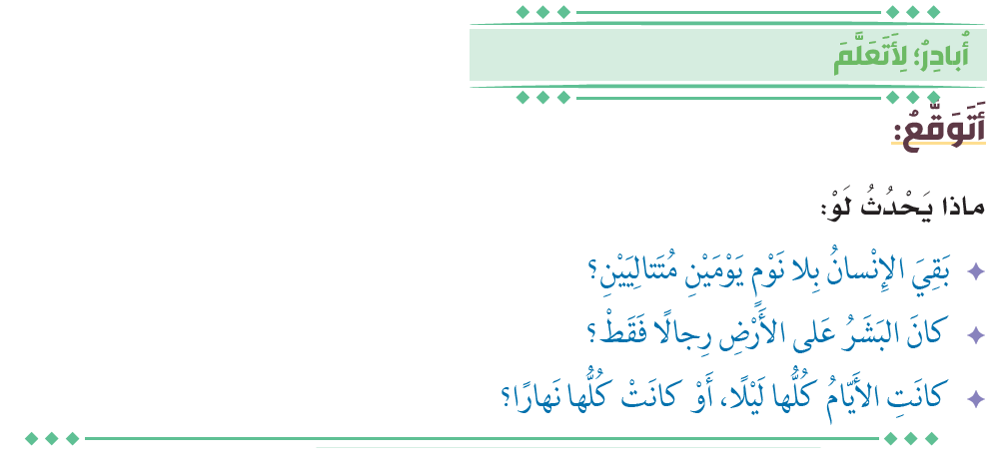 أُبادِرُ؛ لِأَتَعَلَّمَ
أَتَوَقَّعُ:
ماذا يَحْدُثُ لَوْ:
بَقِيَ الإِنْسانُ بِلا نَوْمٍ يَوْمَيْنِ مُتَتالِيَيْنِ؟
كانَ البَشَرُ عَلى الأَرْضِ رِجالًا فَقَطْ؟
كانَتِ الأَيّامُ كُلُّها لَيْلًا، أَوْ كانَتْ كُلُّها نَهارًا؟